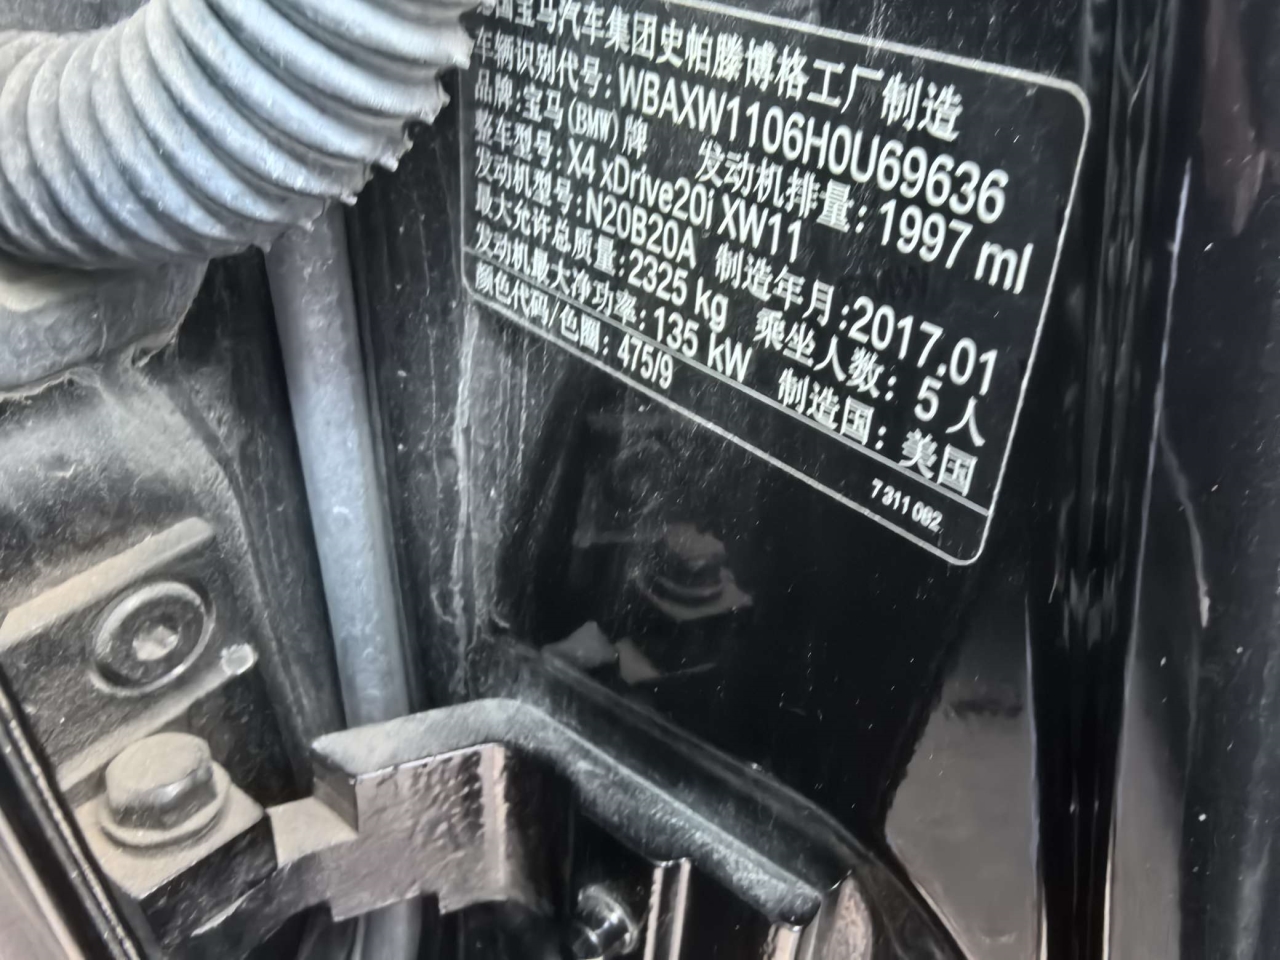 国宝马汽车集团史帕滕博格工厂制造
车辆识别代号: WBAXW1106H0U69636
品牌: 宝马(BMW)牌 发动机排量: 1997 ml
整车型号: X4 xDrive20i XW11
发动机型号: N20B20A 制造年月: 2017.01
最大允许总质量: 2325 kg 乘坐人数: 5 人
发动机最大净功率: 135 kW 制造国: 美国
颜色代码/色圈: 475/9
7 311 082